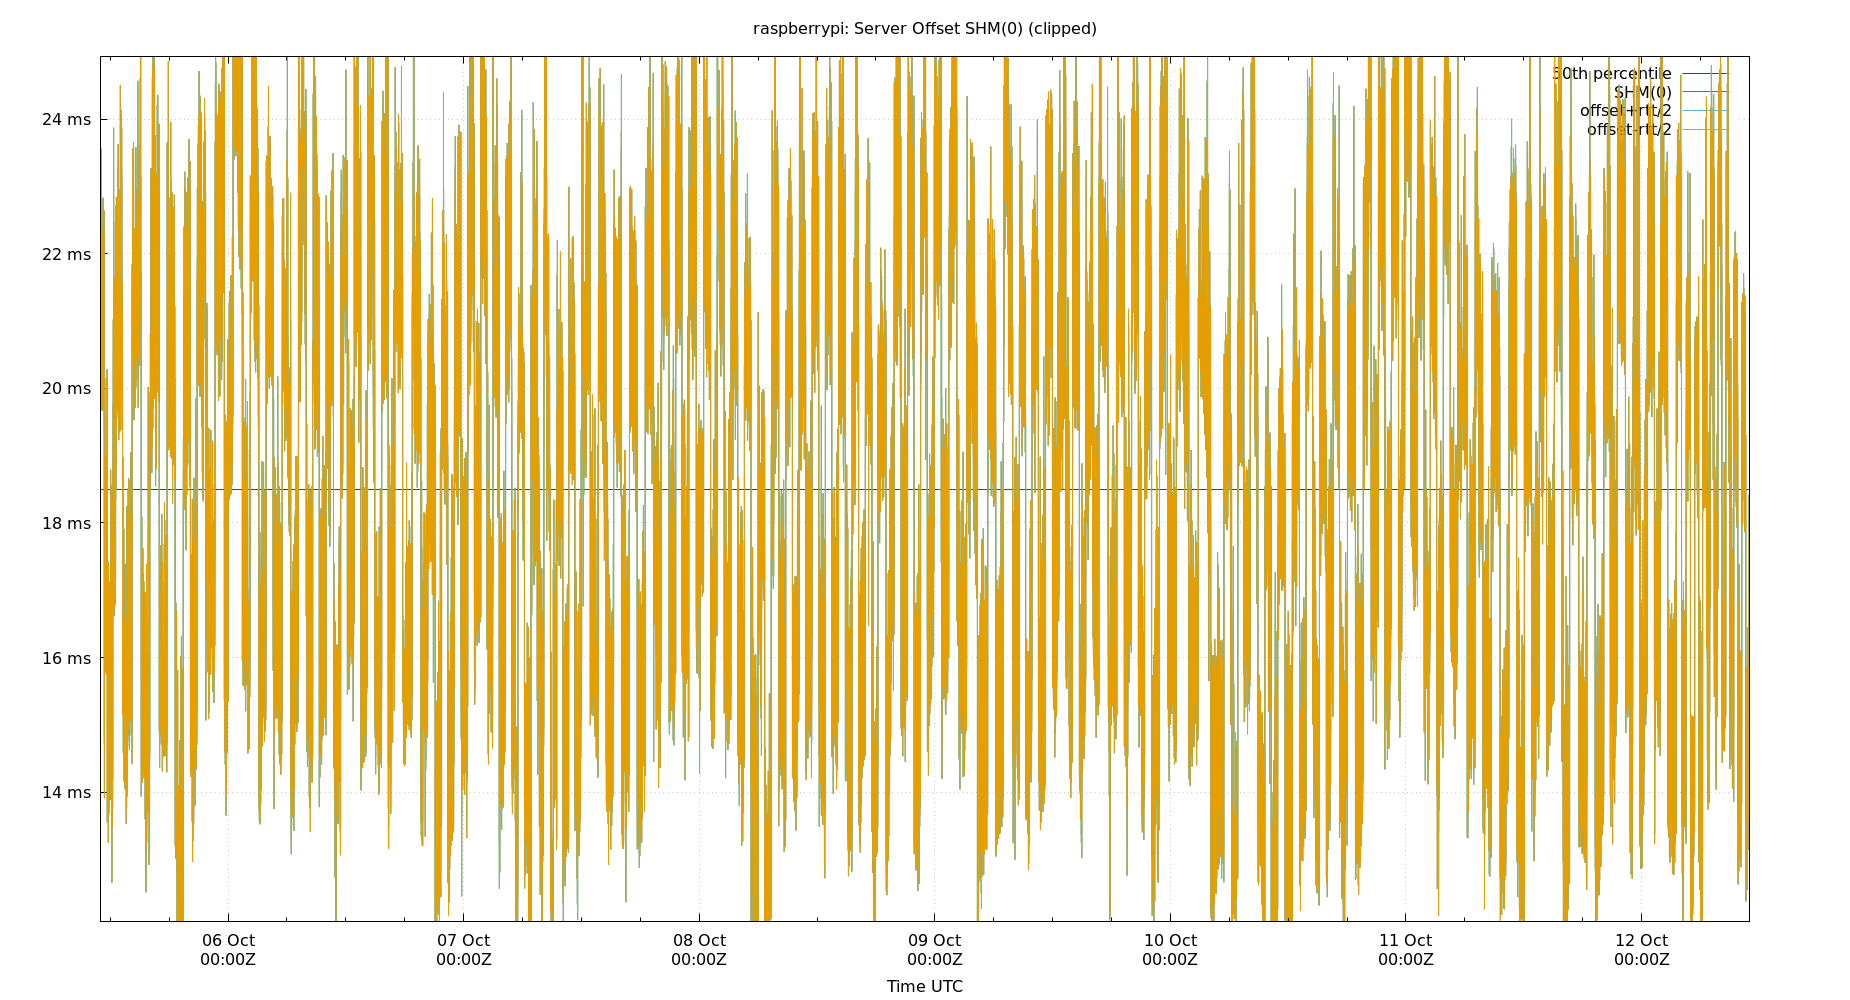 raspberrypi: Server Offset SHM(0) (clipped)
50th percentile
SHM(0)
offset+rtt/2
offset-rtt/2
24 ms
22 ms
20 ms
18 ms
16 ms
14 ms
06 Oct 07 Oct 08 Oct 09 Oct 10 Oct 11 Oct 12 Oct
00:00Z 00:00Z 00:00Z 00:00Z 00:00Z 00:00Z 00:00Z
Time UTC